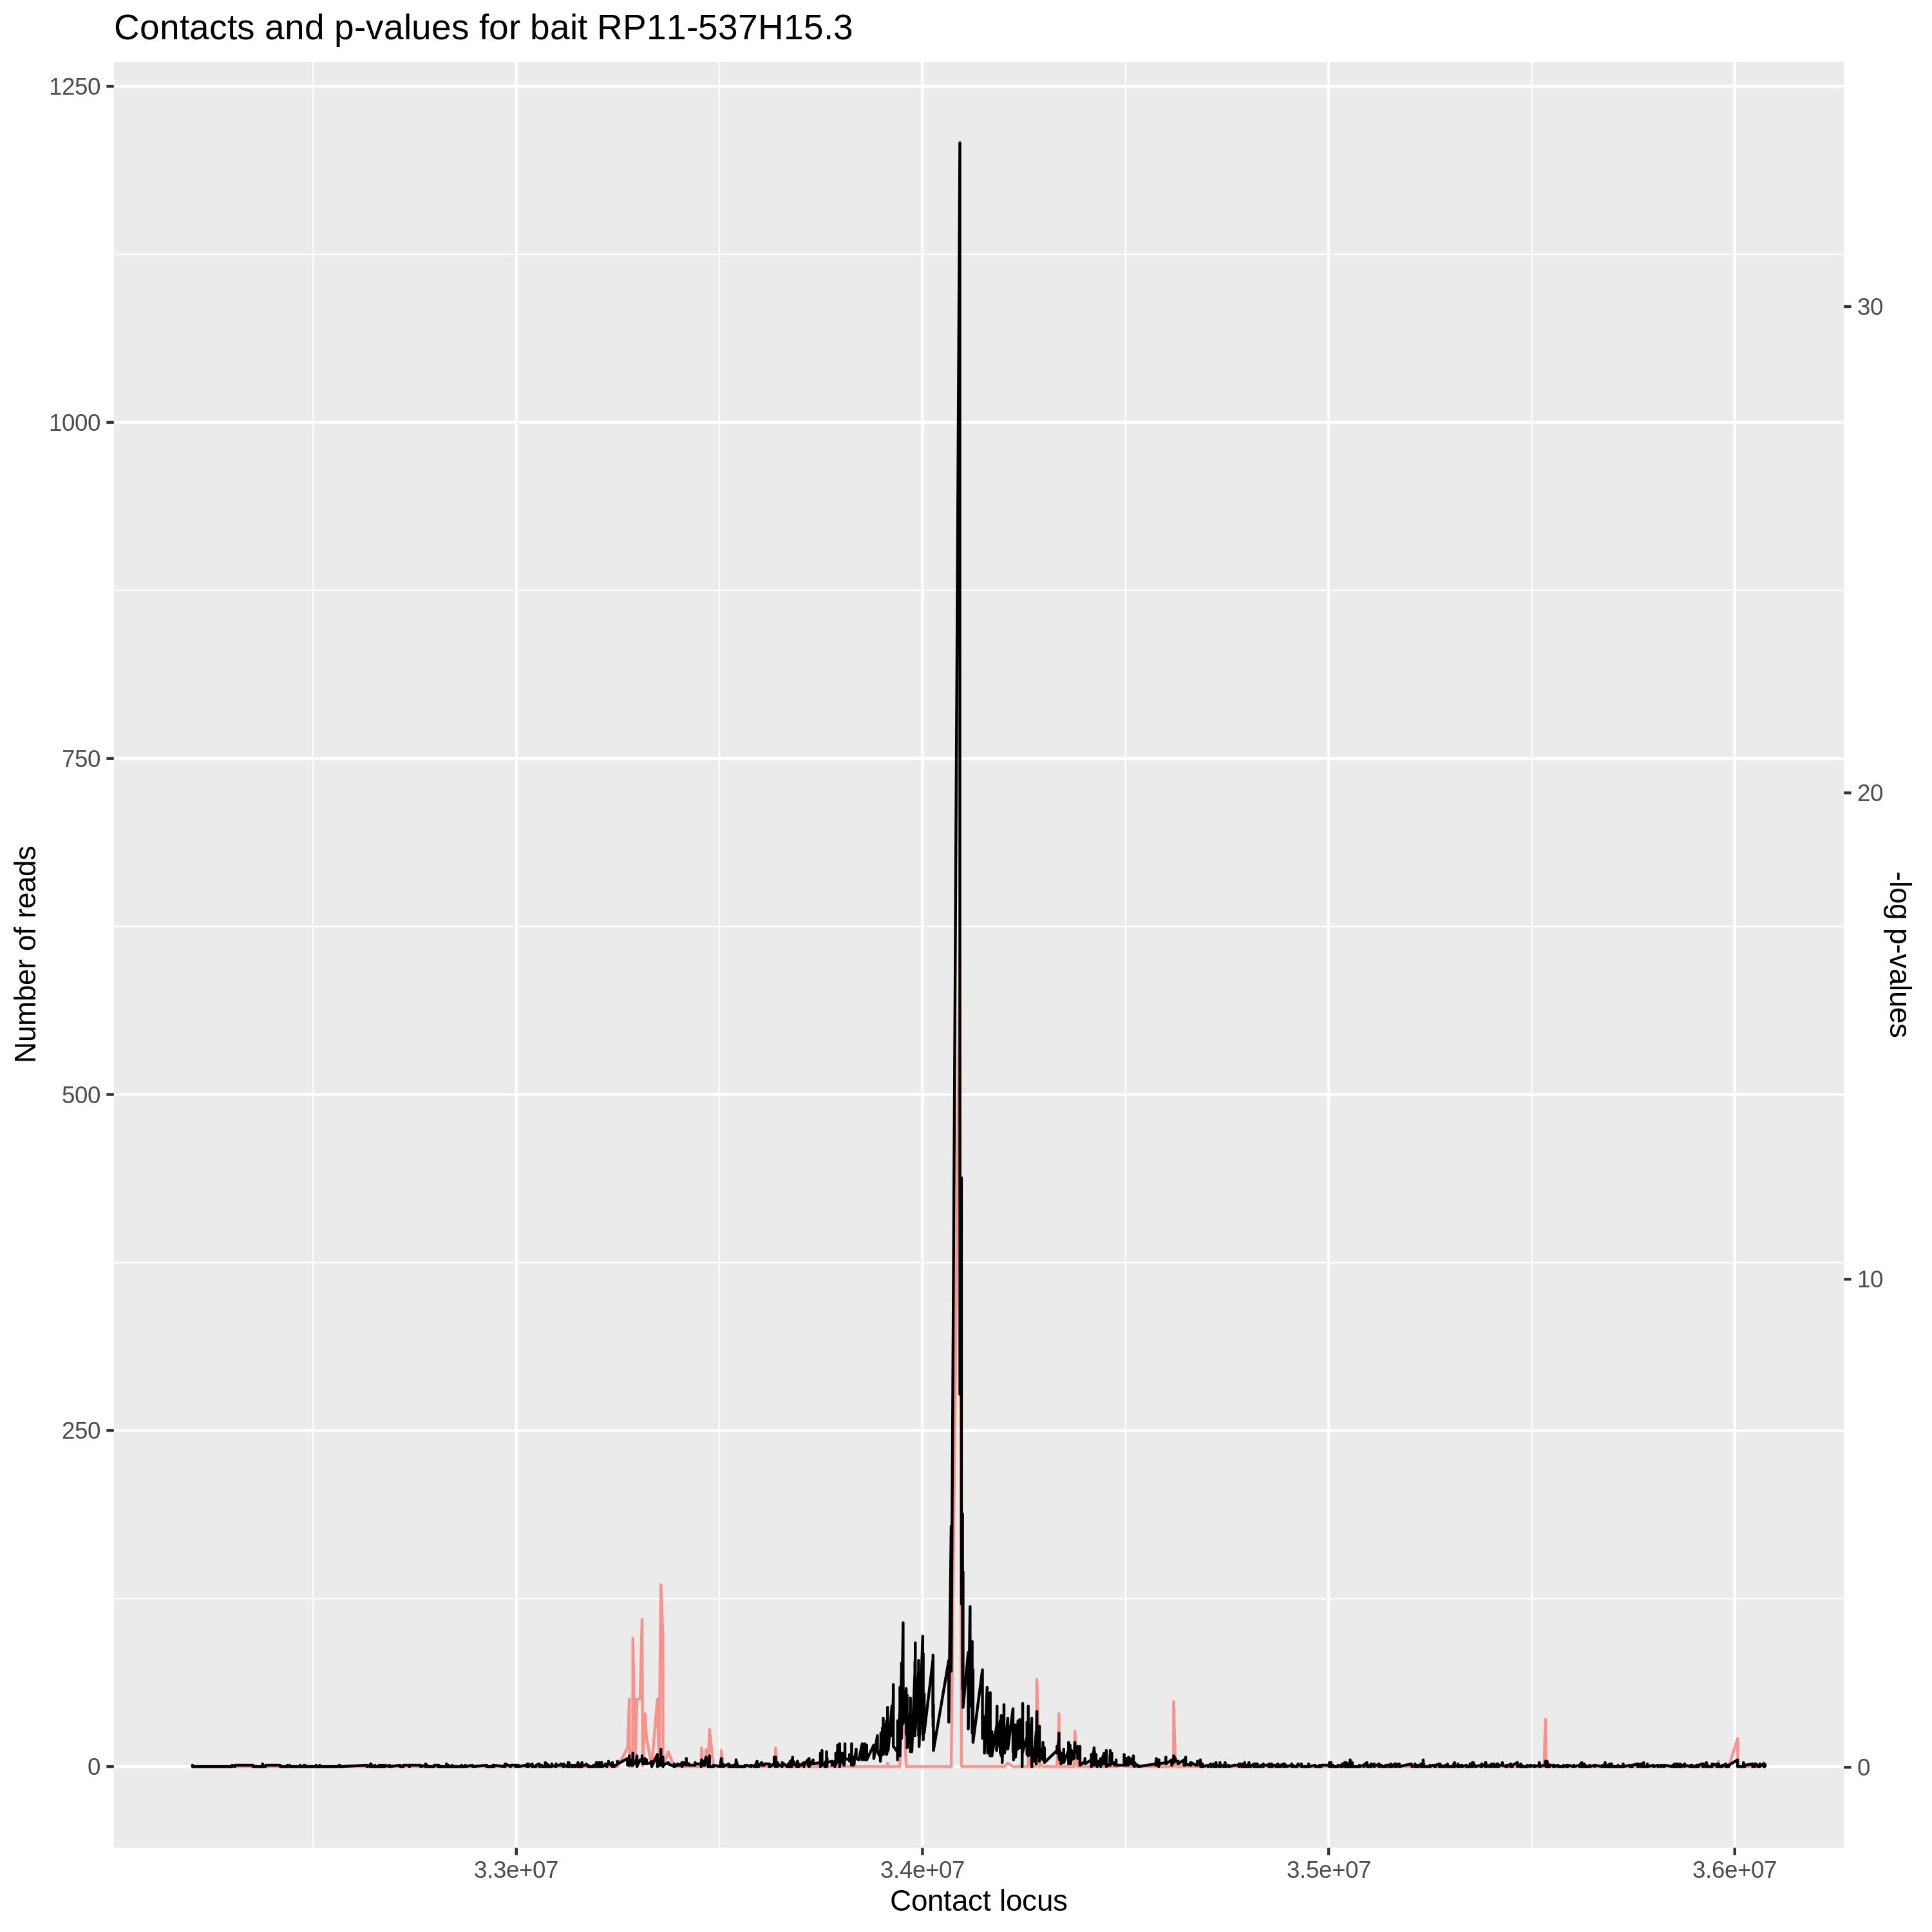 Contacts and p-values for bait RP11-537H15.3
1250
1000
750
500
250
0
Number of reads
30
20
10
0
-log p-values
3.3e+07
3.4e+07
3.5e+07
3.6e+07
Contact locus